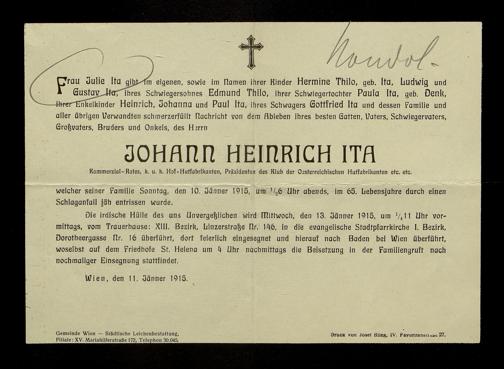 Kondol.
Frau Julie Ita gibt im eigenen, sowie im Namen ihrer Kinder Hermine Thilo, geb. Ita, Ludwig und
Gustav Ita, ihres Schwiegersohnes Edmund Thilo, ihrer Schwiegertochter Paula Ita, geb. Denk,
ihrer Enkelkinder Heinrich, Johanna und Paul Ita, ihres Schwagers Gottfried Ita und dessen Familie und
aller übrigen Verwandten schmerzerfüllt Nachricht von dem Ableben ihres besten Gatten, Vaters, Schwiegervaters,
Großvaters, Bruders und Onkels, des Herrn
JOHANN HEINRICH ITA
Kommerzial-Rates, k. u. k. Hof-Hutfabrikanten, Präsidenten des Klub der Oesterreichischen Hutfabrikanten etc. etc.
welcher seiner Familie Sonntag, den 10. Jänner 1915, um 1/2 6 Uhr abends, im 65. Lebensjahre durch einen
Schlaganfall jäh entrissen wurde.
Die irdische Hülle des uns Unvergeßlichen wird Mittwoch, den 13. Jänner 1915, um 1/4 11 Uhr vor-
mittags, vom Trauerhause: XIII. Bezirk, Linzerstraße Nr. 146, in die evangelische Stadtpfarrkirche I. Bezirk,
Dorotheergasse Nr. 16 überführt, dort feierlich eingesegnet und hierauf nach Baden bei Wien überführt,
woselbst auf dem Friedhofe St. Helena um 4 Uhr nachmittags die Beisetzung in der Familiengruft nach
nochmaliger Einsegnung stattfindet.
Wien, den 11. Jänner 1915.
Gemeinde Wien — Städtische Leichenbestattung,
Filiale: XV. Mariahilferstraße 172, Telephon 30.045.
Druck von Josef Bling, IV. Favoritenstraße 27.